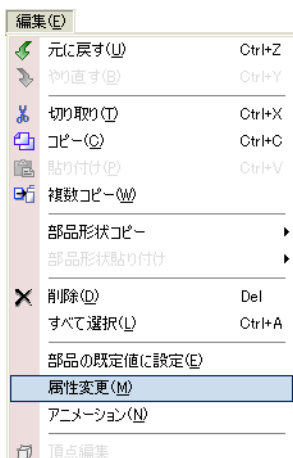 編集(E)
元に戻す(U) Ctrl+Z
やり直す(R) Ctrl+Y
切り取り(T) Ctrl+X
コピー(C) Ctrl+C
貼り付け(P) Ctrl+V
複数コピー(W)
部品形状コピー
部品形状貼り付け
削除(D) Del
すべて選択(L) Ctrl+A
部品の既定値に設定(E)
属性変更(M)
アニメーション(N)
頂点編集